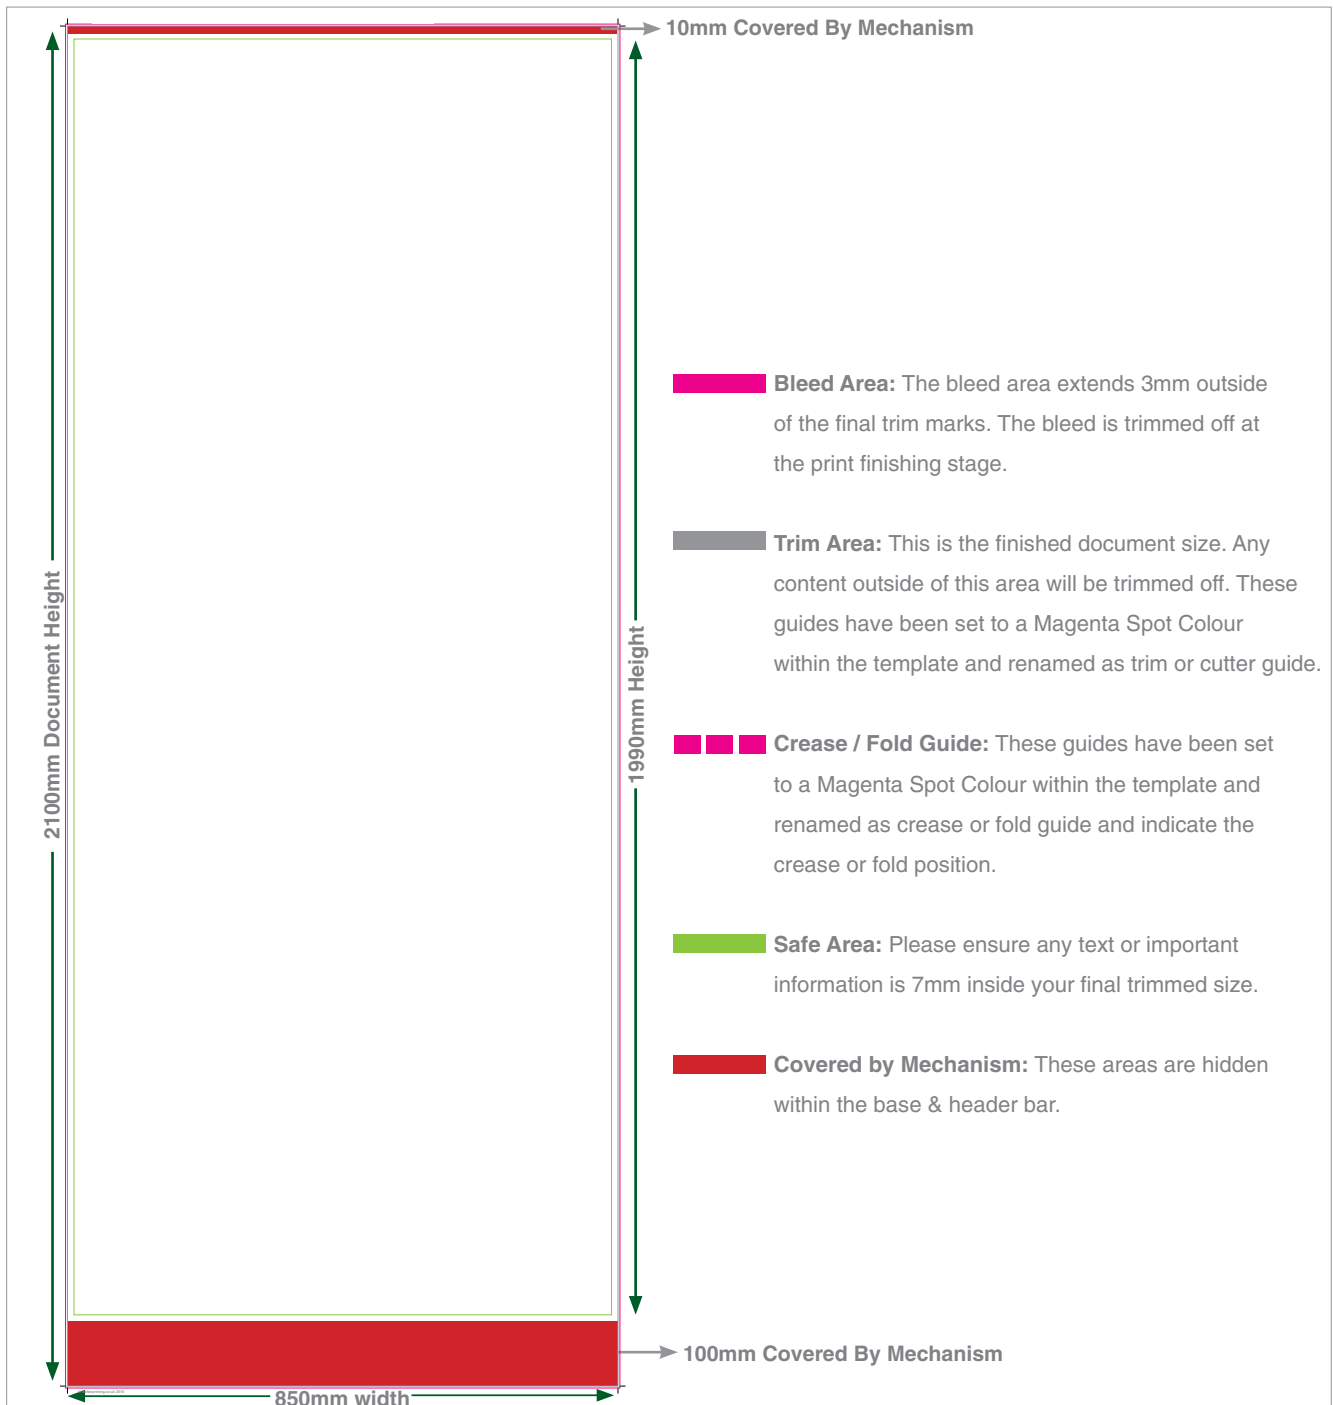 10mm Covered By Mechanism
2100mm Document Height
1990mm Height
Bleed Area: The bleed area extends 3mm outside
of the final trim marks. The bleed is trimmed off at
the print finishing stage.
Trim Area: This is the finished document size. Any
content outside of this area will be trimmed off. These
guides have been set to a Magenta Spot Colour
within the template and renamed as trim or cutter guide.
Crease / Fold Guide: These guides have been set
to a Magenta Spot Colour within the template and
renamed as crease or fold guide and indicate the
crease or fold position.
Safe Area: Please ensure any text or important
information is 7mm inside your final trimmed size.
Covered by Mechanism: These areas are hidden
within the base & header bar.
100mm Covered By Mechanism
850mm width